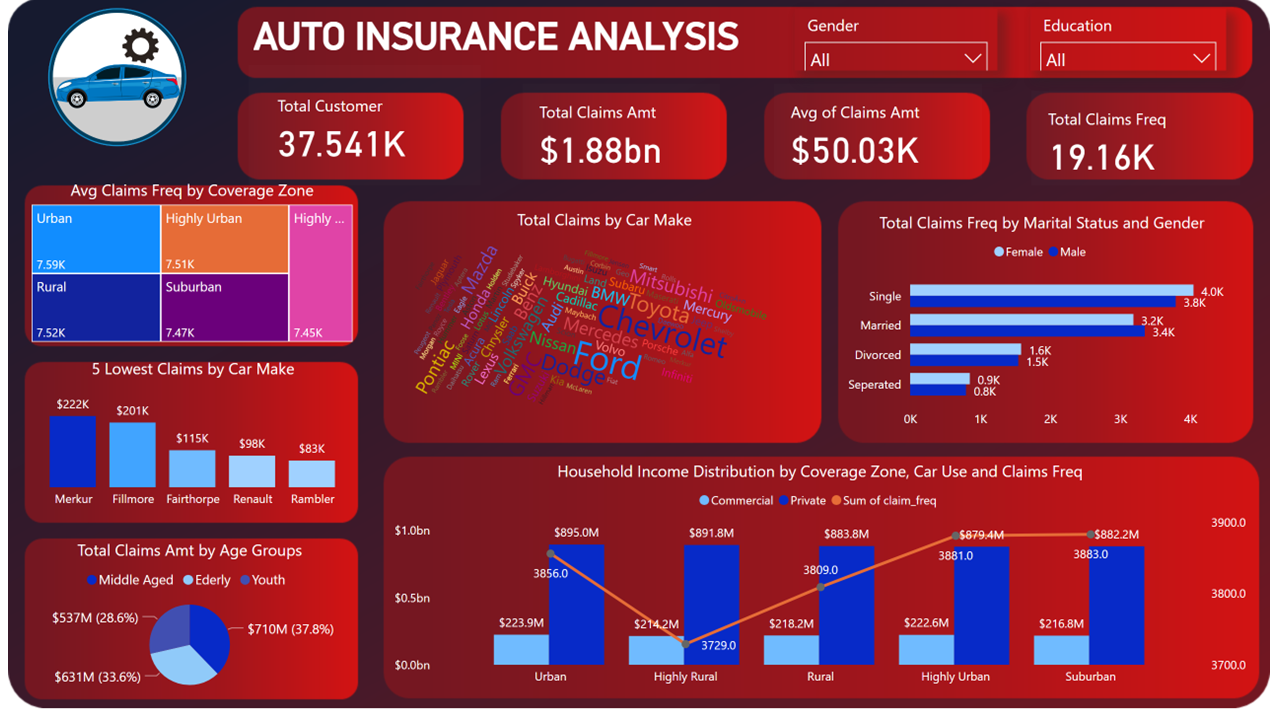 AUTO INSURANCE ANALYSIS
Gender
All
Education
All
Total Customer
37.541K
Total Claims Amt
$1.88bn
Avg of Claims Amt
$50.03K
Total Claims Freq
19.16K
Avg Claims Freq by Coverage Zone
Urban
7.59K
Highly Urban
7.51K
Highly ...
7.45K
Rural
7.52K
Suburban
7.47K
5 Lowest Claims by Car Make
$222K
$201K
$115K
$98K
$83K
Merkur Fillmore Fairthorpe Renault Rambler
Total Claims Amt by Age Groups
Middle Aged Ederly Youth
$537M (28.6%)
$710M (37.8%)
$631M (33.6%)
Total Claims by Car Make
Chevrolet
Ford
Toyota
Dodge
Mitsubishi
BMW
Mercedes
GMC
Volkswagen
Mazda
Pontiac
Nissan
Audi
Benz
Buick
Honda
Lincoln
Chrysler
Lexus
Acura
Hyundai
Cadillac
Subaru
Land
Mercury
Oldsmobile
Porsche
Volvo
Infiniti
Kia
McLaren
Fiat
Maybach
Ferrari
Rover
MINI
Jaguar
Eagle
Holden
Studebaker
Spyker
Lotus
Austin
Corbin
Smart
Suzuki
Morgan
Royce
Ram
Daihatsu
Peugeot
Total Claims Freq by Marital Status and Gender
Female Male
Single
4.0K
3.8K
Married
3.2K
3.4K
Divorced
1.6K
1.5K
Seperated
0.9K
0.8K
0K 1K 2K 3K 4K
Household Income Distribution by Coverage Zone, Car Use and Claims Freq
Commercial Private Sum of claim_freq
$1.0bn
$0.5bn
$0.0bn
3900.0
3800.0
3700.0
$223.9M
$895.0M
3856.0
$214.2M
$891.8M
3729.0
$218.2M
$883.8M
3809.0
$222.6M
$879.4M
3881.0
$216.8M
$882.2M
3883.0
Urban Highly Rural Rural Highly Urban Suburban